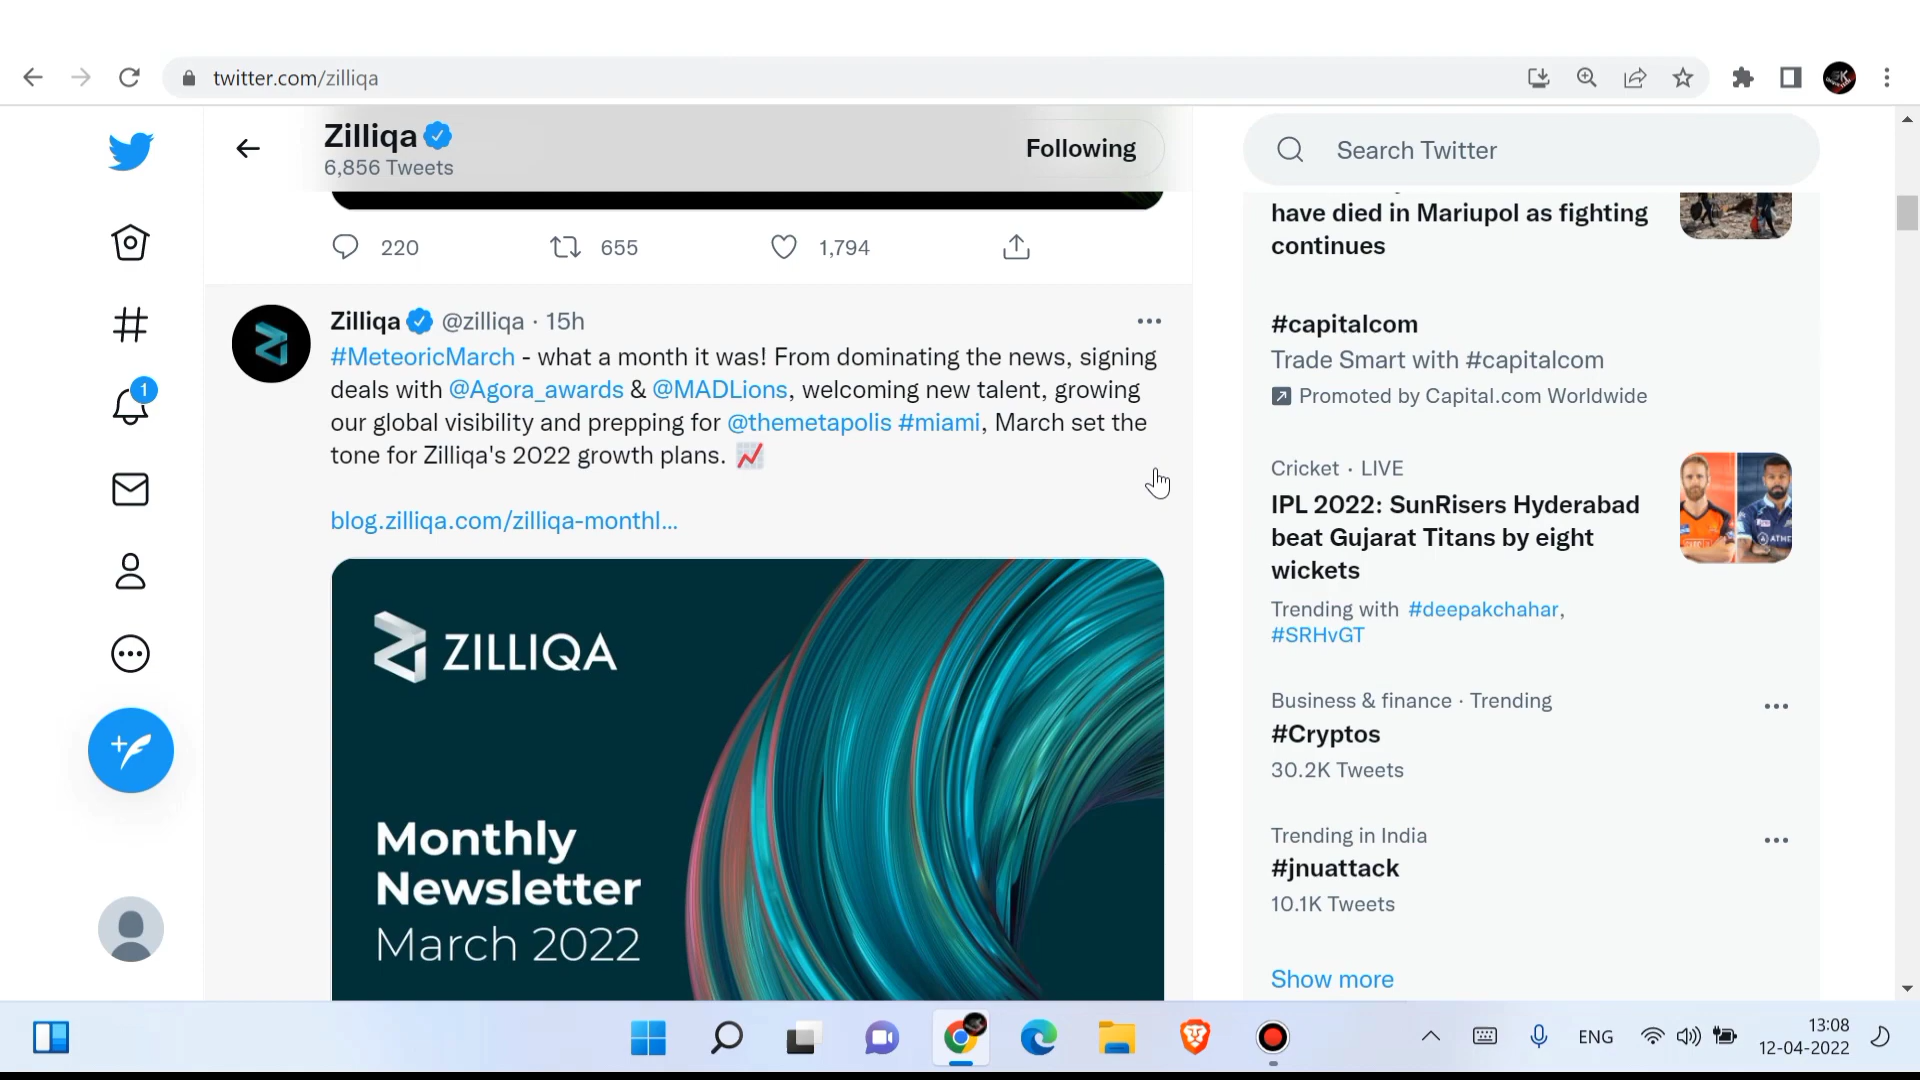 twitter.com/zilliqa
Zilliqa
6,856 Tweets
Following
Search Twitter
220
655
1,794
Zilliqa @zilliqa · 15h
#MeteoricMarch - what a month it was! From dominating the news, signing
deals with @Agora_awards & @MADLions, welcoming new talent, growing
our global visibility and prepping for @themetapolis #miami, March set the
tone for Zilliqa's 2022 growth plans.
blog.zilliqa.com/zilliqa-monthl...
ZILLIQA
Monthly
Newsletter
March 2022
have died in Mariupol as fighting
continues
#capitalcom
Trade Smart with #capitalcom
Promoted by Capital.com Worldwide
Cricket · LIVE
IPL 2022: SunRisers Hyderabad
beat Gujarat Titans by eight
wickets
Trending with #deepakchahar,
#SRHvGT
Business & finance · Trending
#Cryptos
30.2K Tweets
Trending in India
#jnuattack
10.1K Tweets
Show more
1
ENG
13:08
12-04-2022